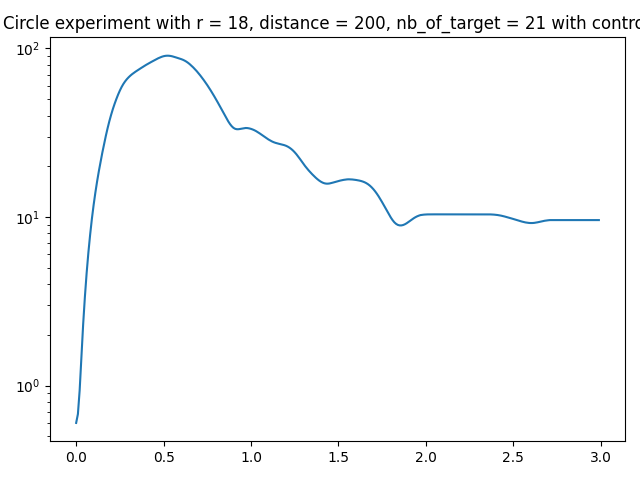 Circle experiment with r = 18, distance = 200, nb_of_target = 21 with contro
10²
10¹
10⁰
0.0 0.5 1.0 1.5 2.0 2.5 3.0